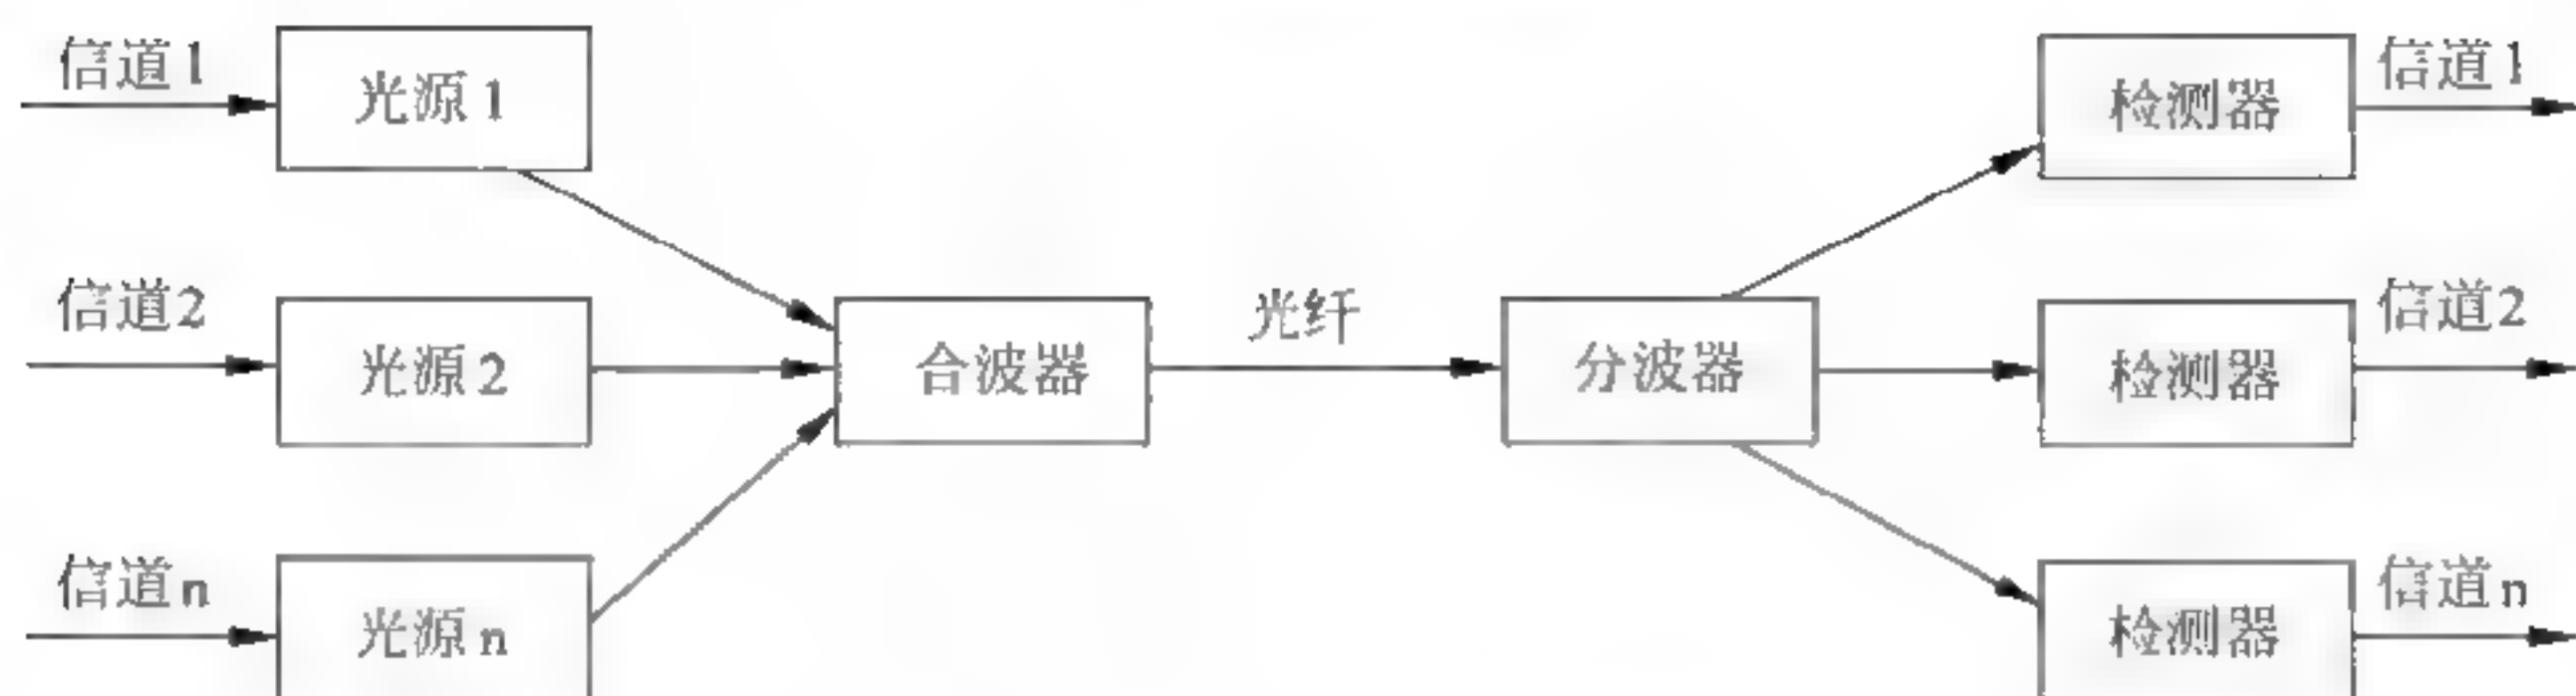 信道1
光源1
检测器
信道1
信道2
光源2
合波器
光纤
分波器
检测器
信道2
信道n
光源n
检测器
信道n